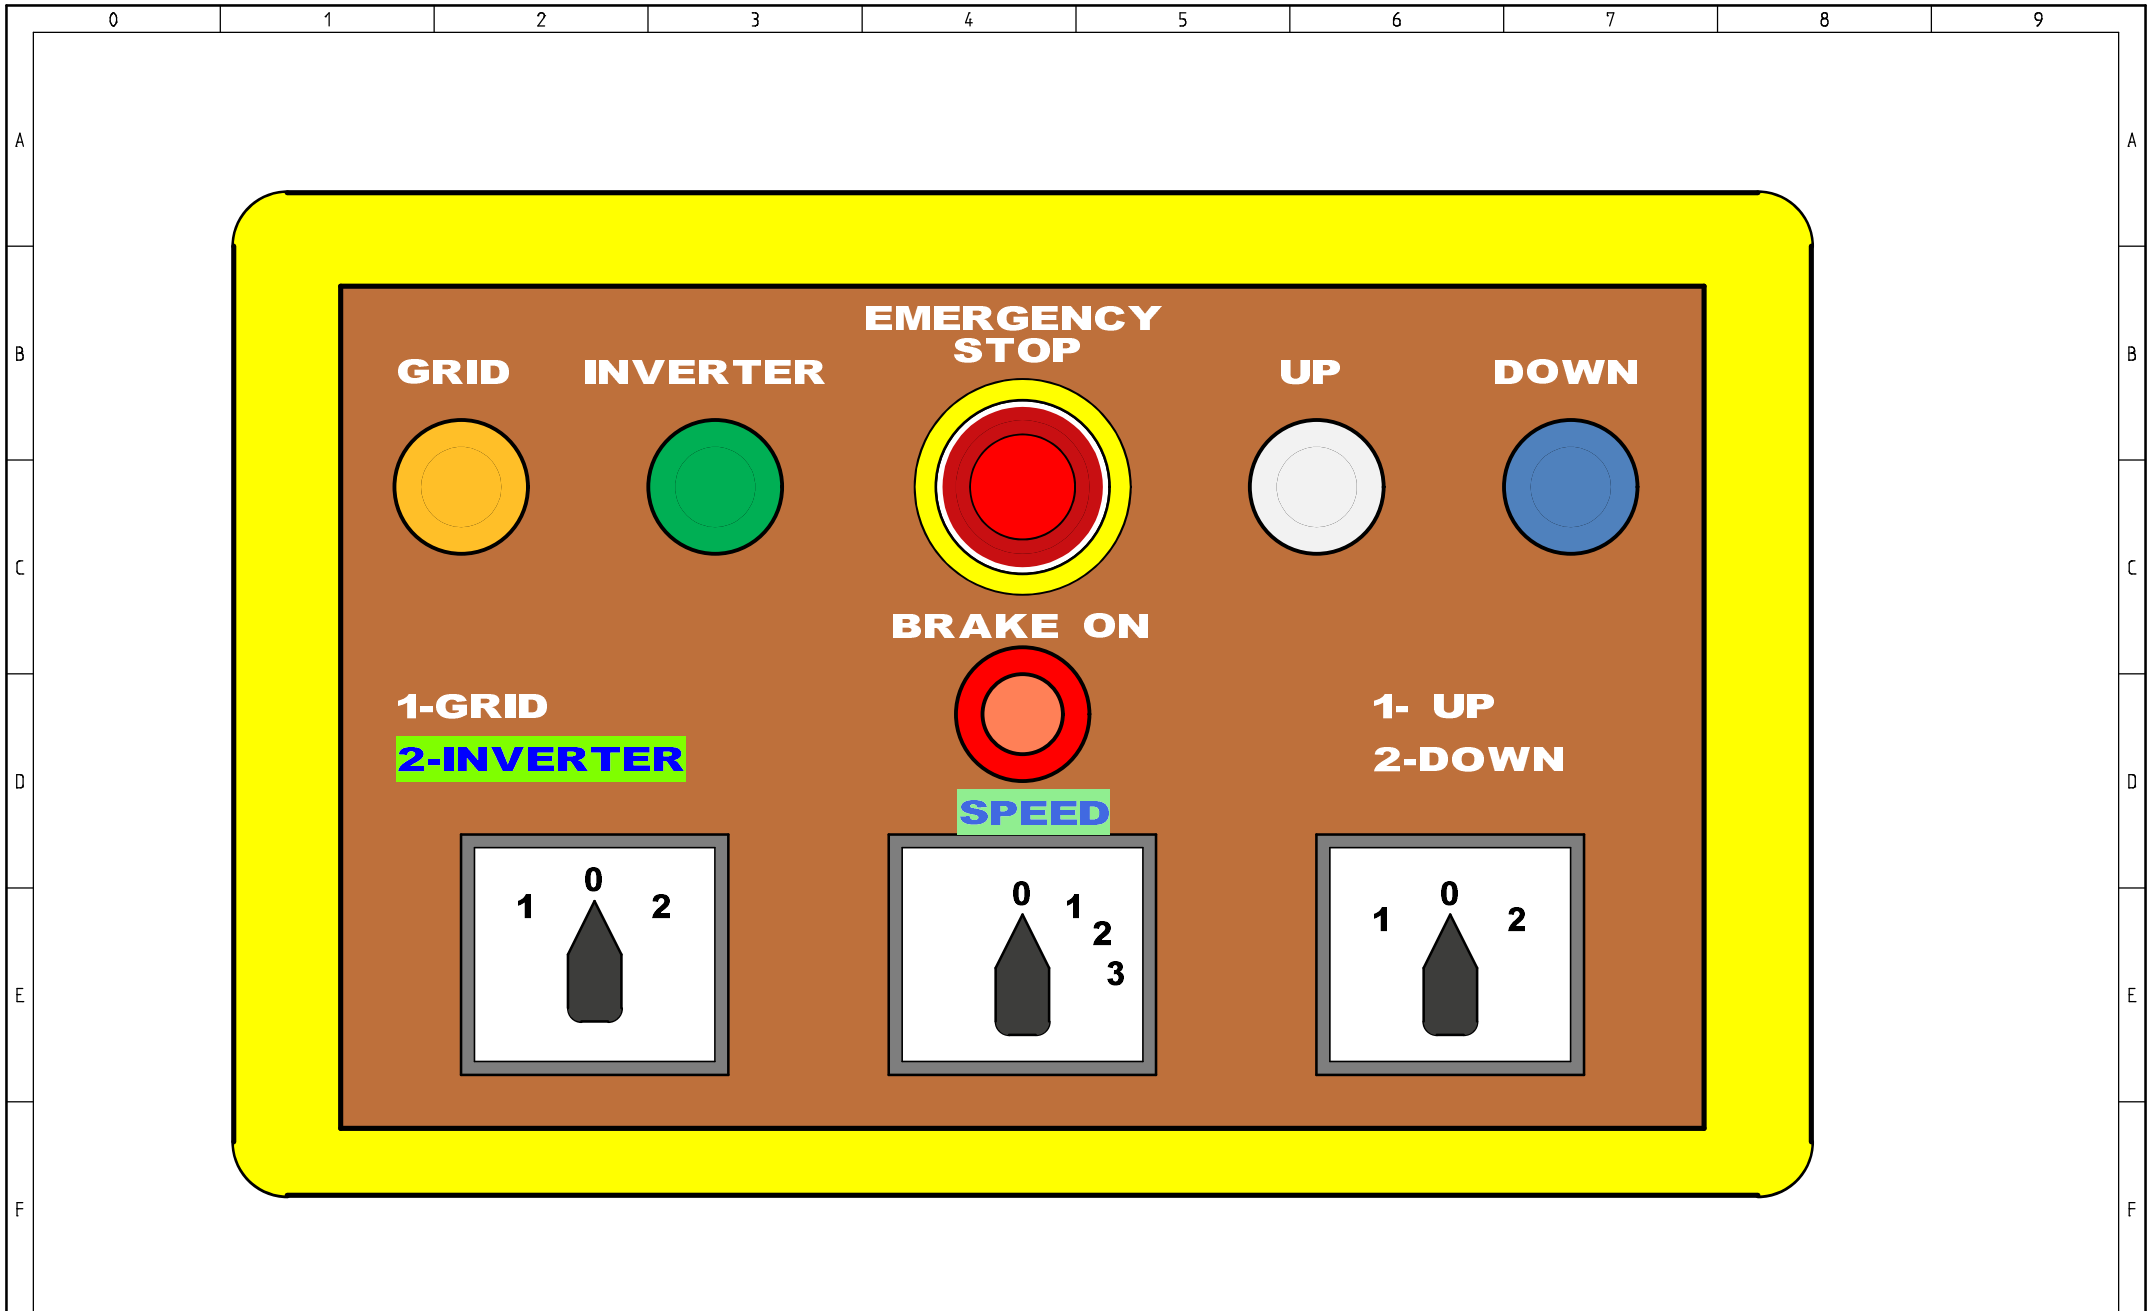 0 1 2 3 4 5 6 7 8 9
A A
B B
C C
D D
E E
F F
EMERGENCY
STOP
GRID INVERTER UP DOWN
BRAKE ON
1-GRID
2-INVERTER
1- UP
2-DOWN
SPEED
1 0 2
0 1 2 3
1 0 2